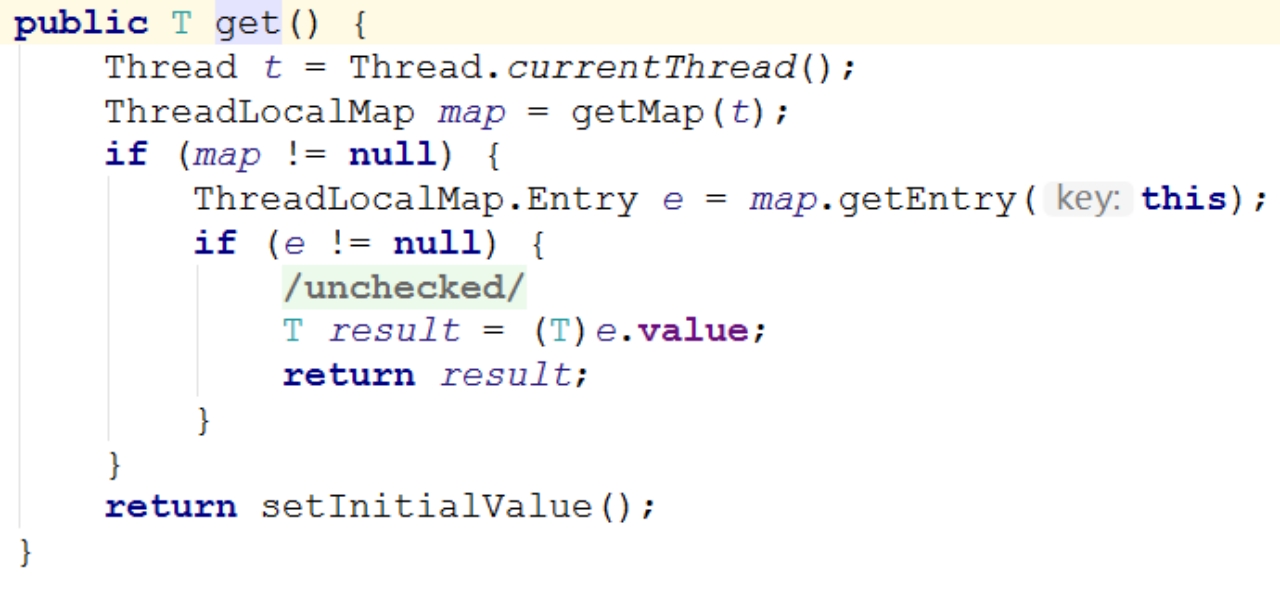 public T get() {
Thread t = Thread.currentThread();
ThreadLocalMap map = getMap(t);
if (map != null) {
ThreadLocalMap.Entry e = map.getEntry( key: this);
if (e != null) {
/unchecked/
T result = (T)e.value;
return result;
}
}
return setInitialValue();
}